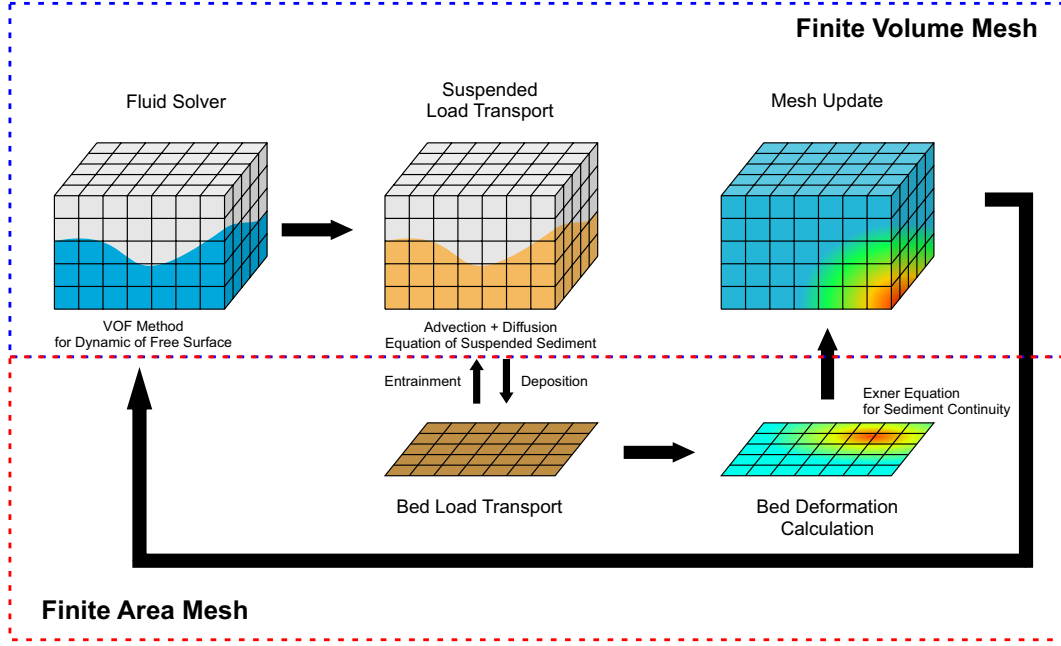 Finite Volume Mesh
Fluid Solver
Suspended
Load Transport
Mesh Update
VOF Method
for Dynamic of Free Surface
Advection + Diffusion
Equation of Suspended Sediment
Entrainment
Deposition
Exner Equation
for Sediment Continuity
Bed Load Transport
Bed Deformation
Calculation
Finite Area Mesh